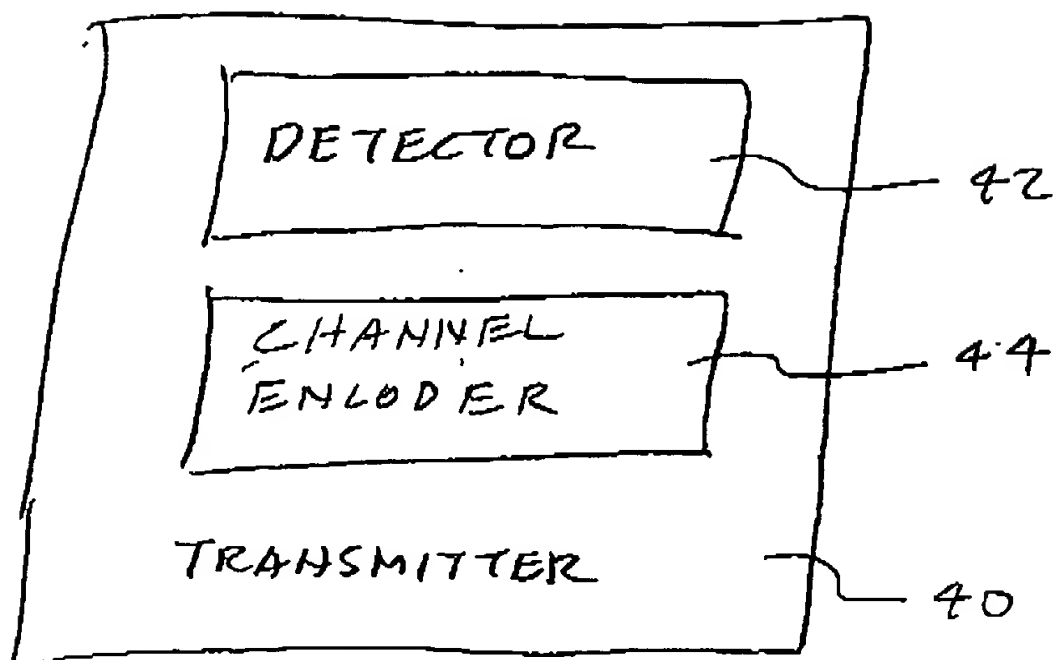 DETECTOR
42
CHANNEL
ENCODER
44
TRANSMITTER
40